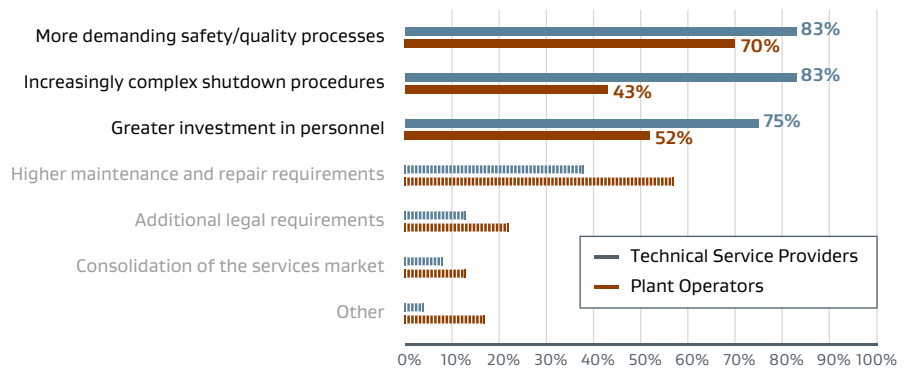 More demanding safety/quality processes
83%
70%
Increasingly complex shutdown procedures
83%
43%
Greater investment in personnel
75%
52%
Higher maintenance and repair requirements
Additional legal requirements
Consolidation of the services market
Other
Technical Service Providers
Plant Operators
0% 10% 20% 30% 40% 50% 60% 70% 80% 90% 100%